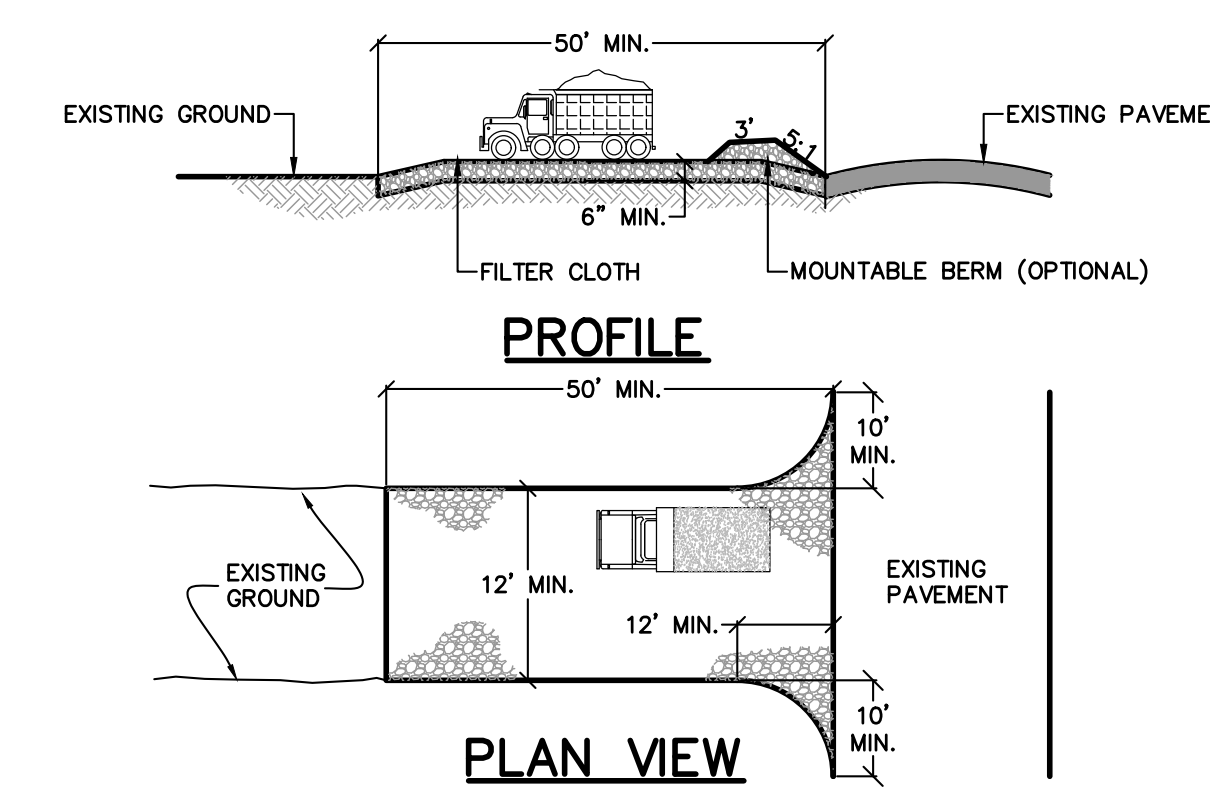 50' MIN.
EXISTING GROUND
3'
5:1
EXISTING PAVEME
6" MIN.
FILTER CLOTH
MOUNTABLE BERM (OPTIONAL)
PROFILE
50' MIN.
10'
MIN.
EXISTING
GROUND
12' MIN.
EXISTING
PAVEMENT
12' MIN.
10'
MIN.
PLAN VIEW